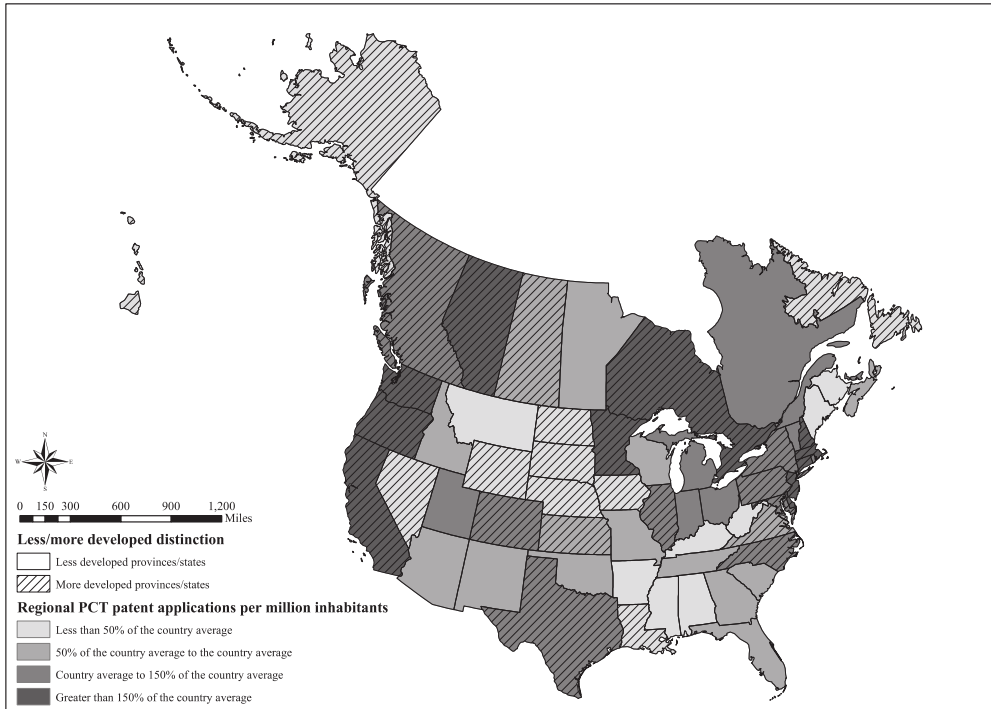 N
W E
S
0 150 300 600 900 1,200
Miles
Less/more developed distinction
Less developed provinces/states
More developed provinces/states
Regional PCT patent applications per million inhabitants
Less than 50% of the country average
50% of the country average to the country average
Country average to 150% of the country average
Greater than 150% of the country average